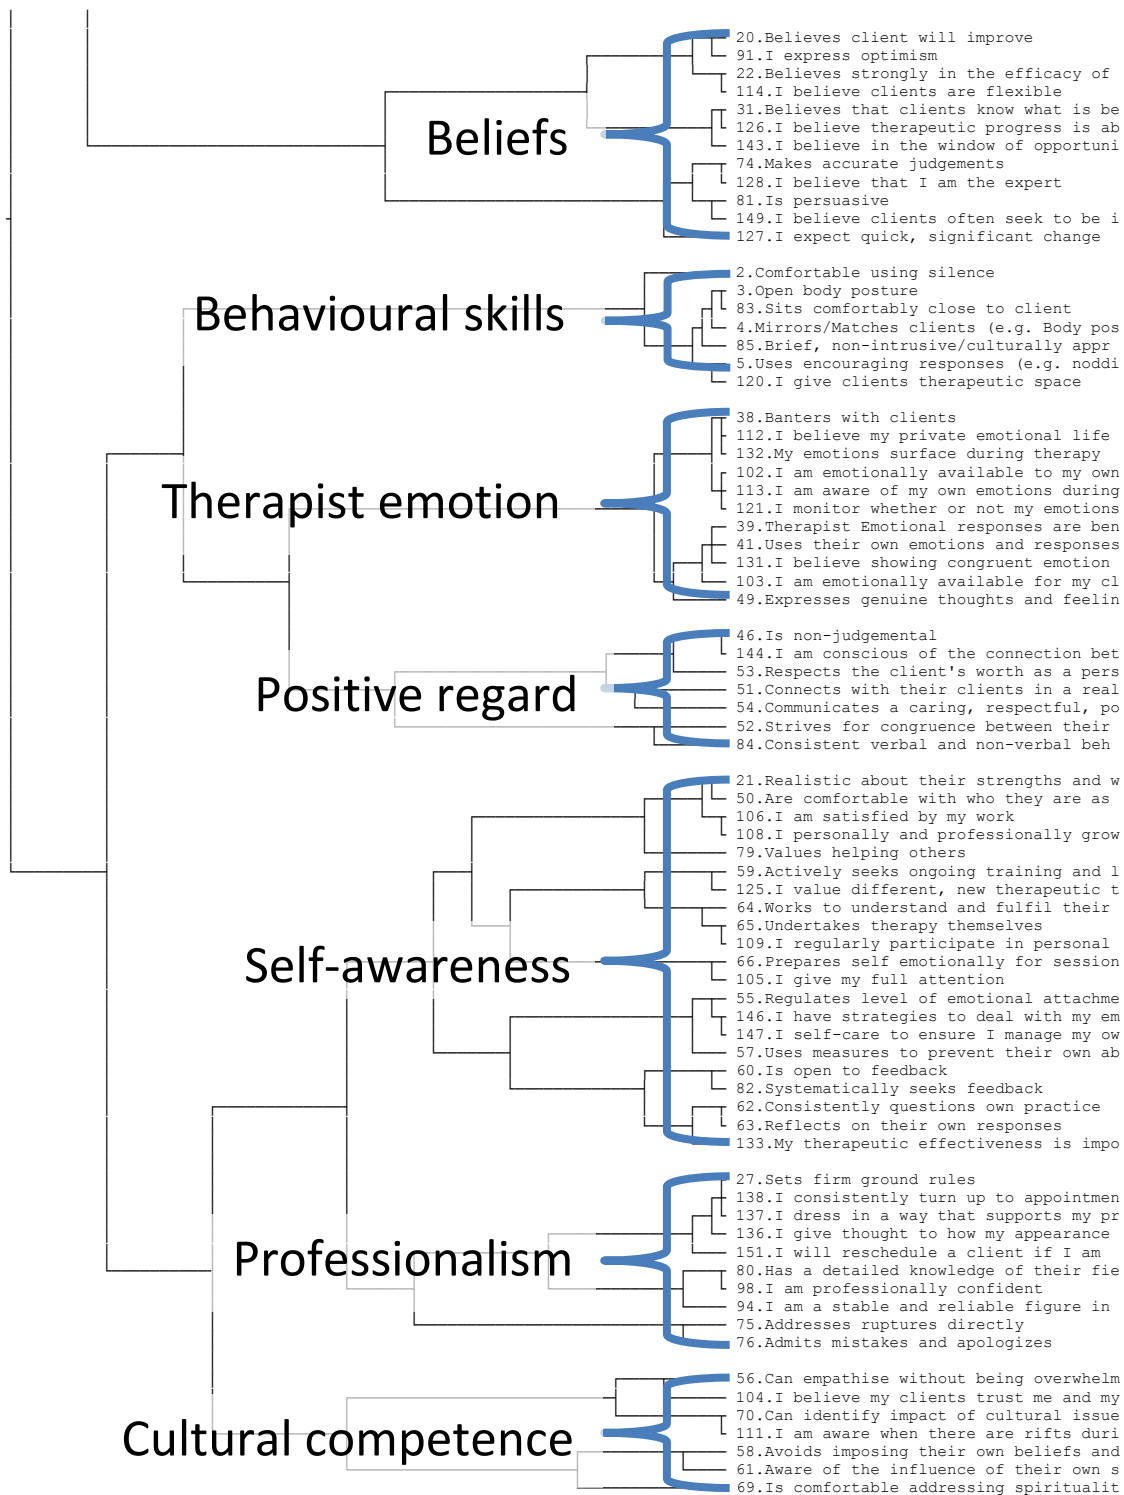 Beliefs
20.Believes client will improve
91.I express optimism
22.Believes strongly in the efficacy of
114.I believe clients are flexible
31.Believes that clients know what is be
126.I believe therapeutic progress is ab
143.I believe in the window of opportuni
74.Makes accurate judgements
128.I believe that I am the expert
81.Is persuasive
149.I believe clients often seek to be i
127.I expect quick, significant change
Behavioural skills
2.Comfortable using silence
3.Open body posture
83.Sits comfortably close to client
4.Mirrors/Matches clients (e.g. Body pos
85.Brief, non-intrusive/culturally appr
5.Uses encouraging responses (e.g. noddi
120.I give clients therapeutic space
Therapist emotion
38.Banters with clients
112.I believe my private emotional life
132.My emotions surface during therapy
102.I am emotionally available to my own
113.I am aware of my own emotions during
121.I monitor whether or not my emotions
39.Therapist Emotional responses are ben
41.Uses their own emotions and responses
131.I believe showing congruent emotion
103.I am emotionally available for my cl
49.Expresses genuine thoughts and feelin
Positive regard
46.Is non-judgemental
144.I am conscious of the connection bet
53.Respects the client's worth as a pers
51.Connects with their clients in a real
54.Communicates a caring, respectful, po
52.Strives for congruence between their
84.Consistent verbal and non-verbal beh
Self-awareness
21.Realistic about their strengths and w
50.Are comfortable with who they are as
106.I am satisfied by my work
108.I personally and professionally grow
79.Values helping others
59.Actively seeks ongoing training and l
125.I value different, new therapeutic t
64.Works to understand and fulfil their
65.Undertakes therapy themselves
109.I regularly participate in personal
66.Prepares self emotionally for session
105.I give my full attention
55.Regulates level of emotional attachme
146.I have strategies to deal with my em
147.I self-care to ensure I manage my ow
57.Uses measures to prevent their own ab
60.Is open to feedback
82.Systematically seeks feedback
62.Consistently questions own practice
63.Reflects on their own responses
133.My therapeutic effectiveness is impo
Professionalism
27.Sets firm ground rules
138.I consistently turn up to appointmen
137.I dress in a way that supports my pr
136.I give thought to how my appearance
151.I will reschedule a client if I am
80.Has a detailed knowledge of their fie
98.I am professionally confident
94.I am a stable and reliable figure in
75.Addresses ruptures directly
76.Admits mistakes and apologizes
Cultural competence
56.Can empathise without being overwhelm
104.I believe my clients trust me and my
70.Can identify impact of cultural issue
111.I am aware when there are rifts duri
58.Avoids imposing their own beliefs and
61.Aware of the influence of their own s
69.Is comfortable addressing spiritualit